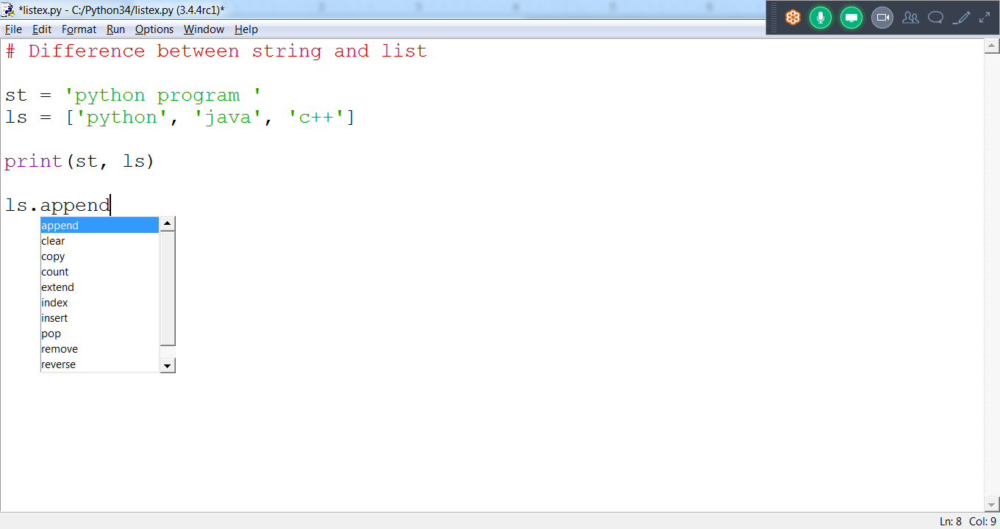 *listex.py - C:/Python34/listex.py (3.4.4rc1)*
File Edit Format Run Options Window Help
# Difference between string and list
st = 'python program '
ls = ['python', 'java', 'c++']
print(st, ls)
ls.append
append
clear
copy
count
extend
index
insert
pop
remove
reverse
Ln: 8 Col: 9